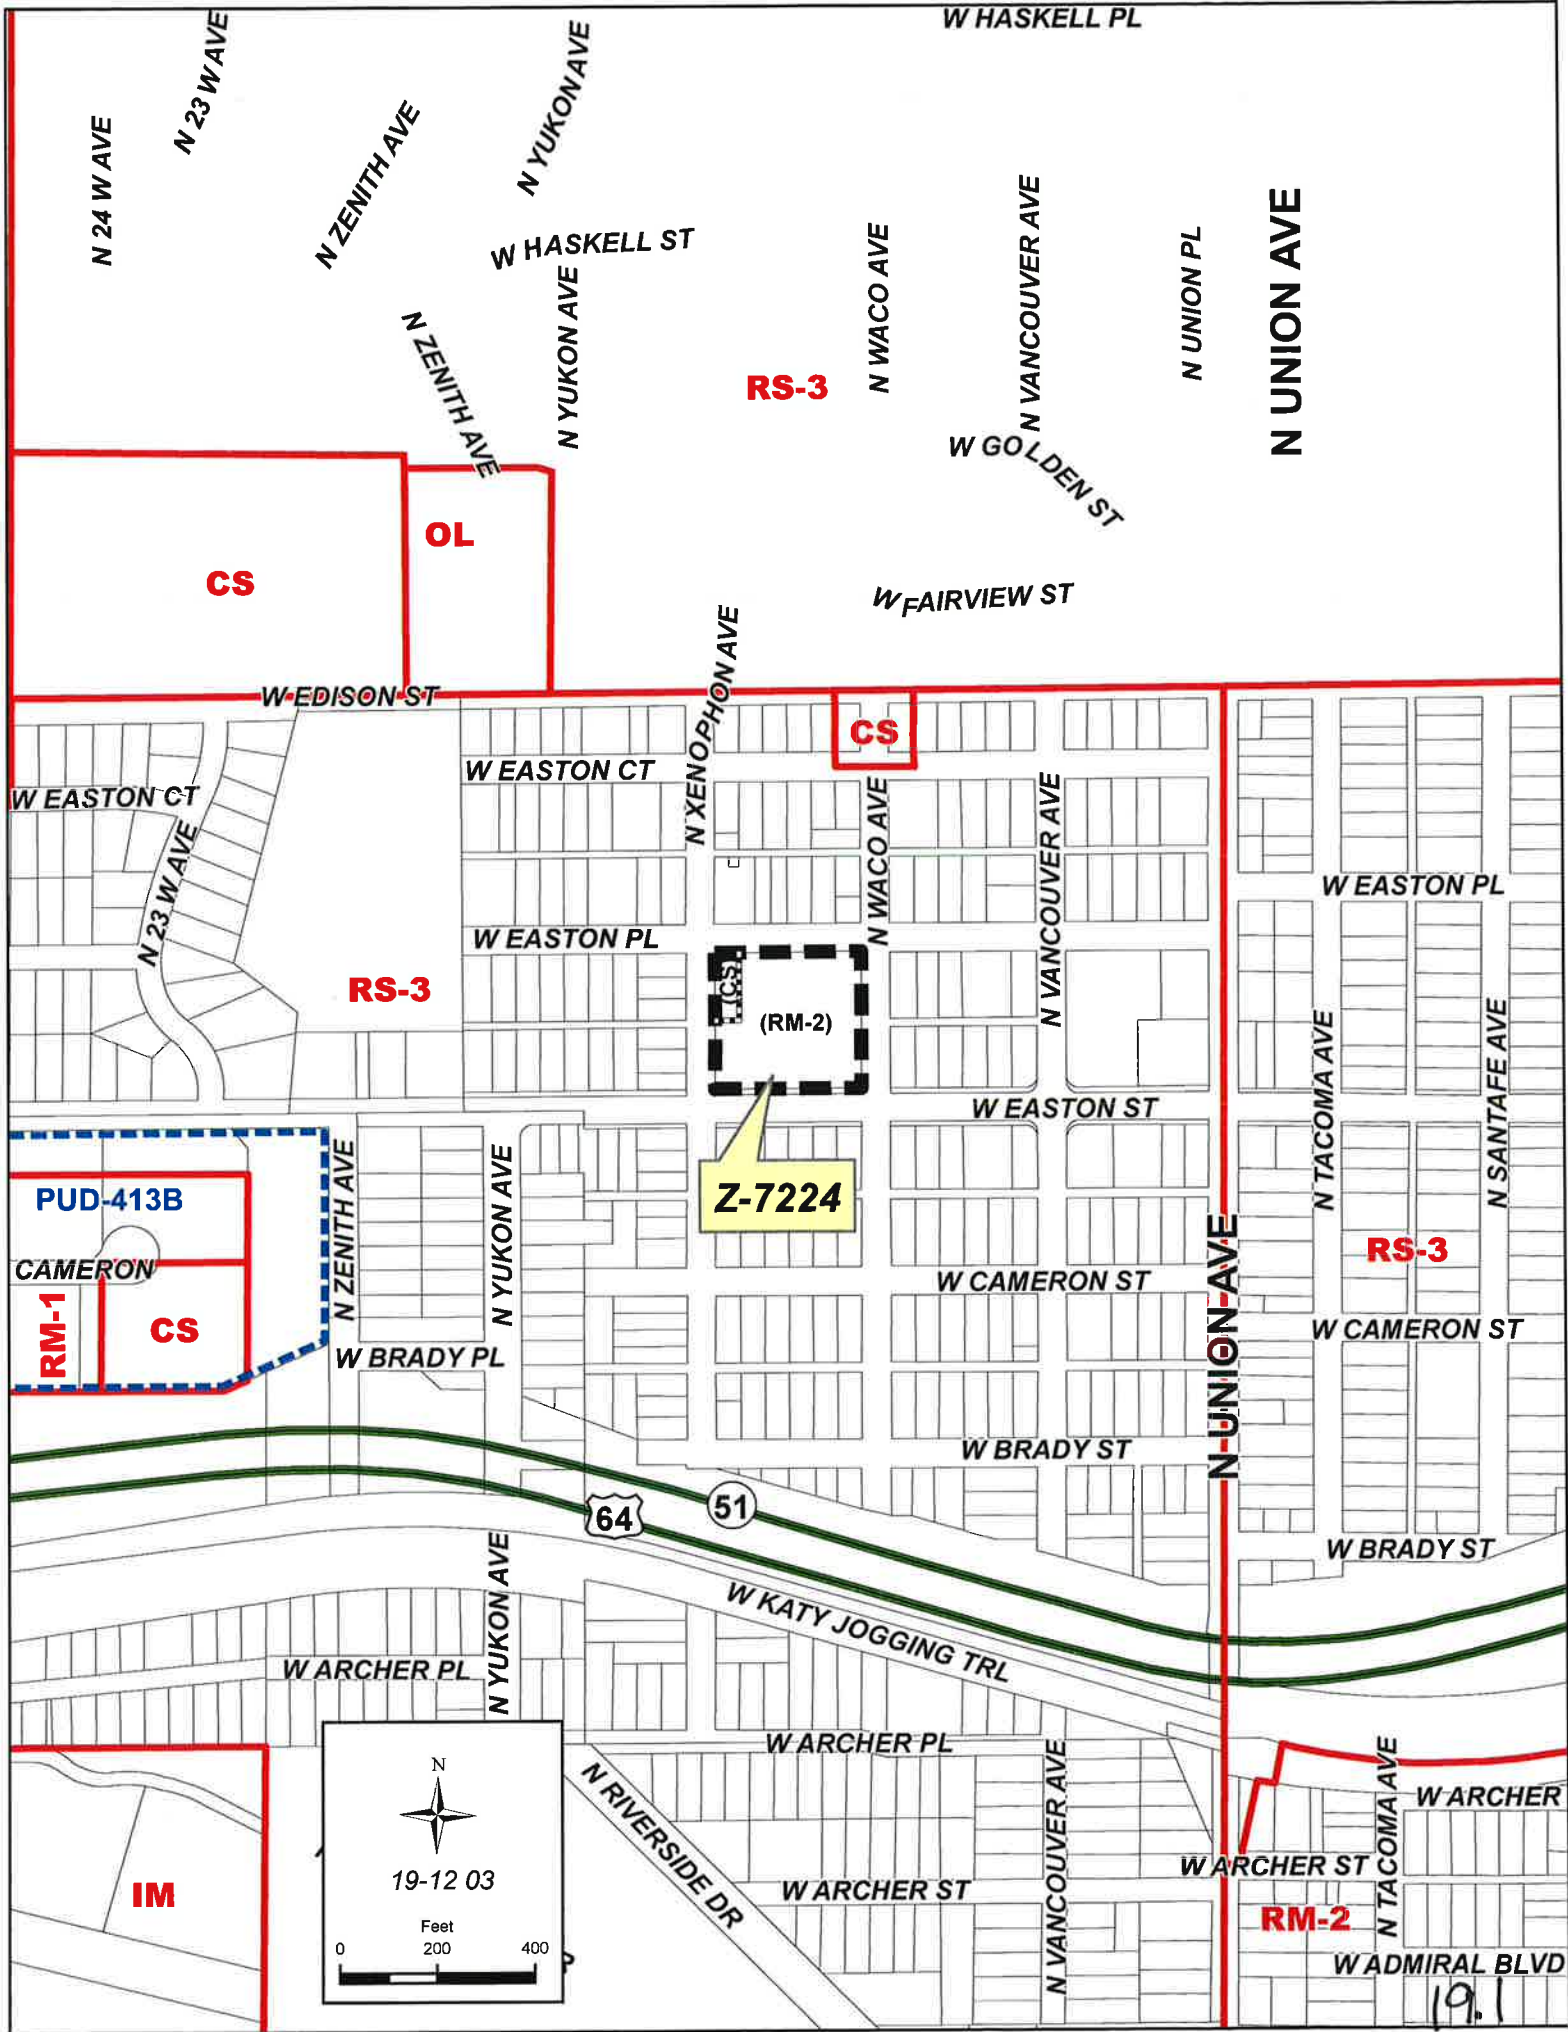 W HASKELL PL
N 23 W AVE
N YUKON AVE
N 24 W AVE
N ZENITH AVE
W HASKELL ST
N YUKON AVE
N WACO AVE
N VANCOUVER AVE
N UNION PL
N UNION AVE
N ZENITH AVE
RS-3
W GOLDEN ST
OL
CS
W FAIRVIEW ST
N XENOPHON AVE
W EDISON ST
CS
W EASTON CT
W EASTON CT
N WACO AVE
N VANCOUVER AVE
N 23 W AVE
W EASTON PL
W EASTON PL
RS-3
(CS)
(RM-2)
N TACOMA AVE
N SANTAFE AVE
W EASTON ST
PUD-413B
N ZENITH AVE
N YUKON AVE
Z-7224
RS-3
CAMERON
W CAMERON ST
N UNION AVE
RM-1
CS
W CAMERON ST
W BRADY PL
W BRADY ST
64
51
W BRADY ST
N YUKON AVE
W KATY JOGGING TRL
W ARCHER PL
W ARCHER PL
N RIVERSIDE DR
N VANCOUVER AVE
N TACOMA AVE
W ARCHER
N
19-12 03
W ARCHER ST
IM
W ARCHER ST
RM-2
Feet
0 200 400
W ADMIRAL BLVD
19.1